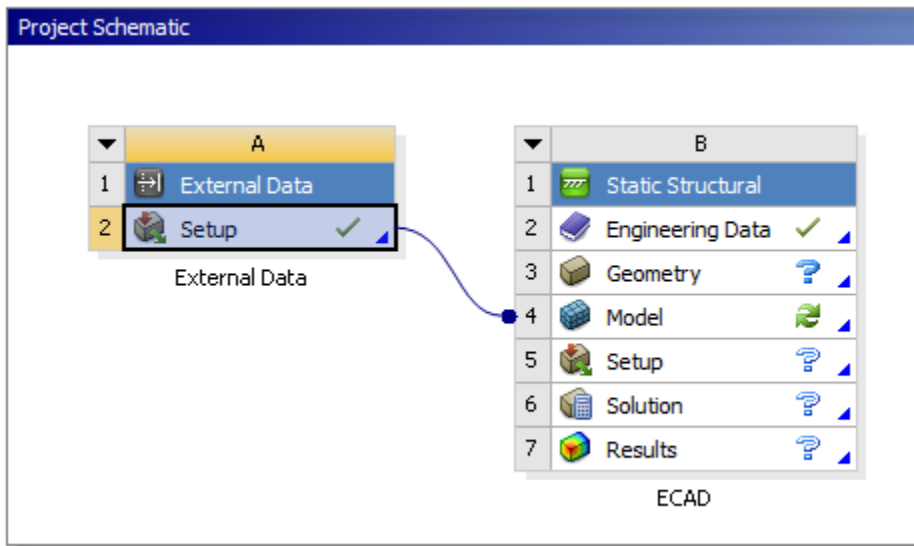 Project Schematic
A
1 External Data
2 Setup
External Data
B
1 Static Structural
2 Engineering Data
3 Geometry
4 Model
5 Setup
6 Solution
7 Results
ECAD